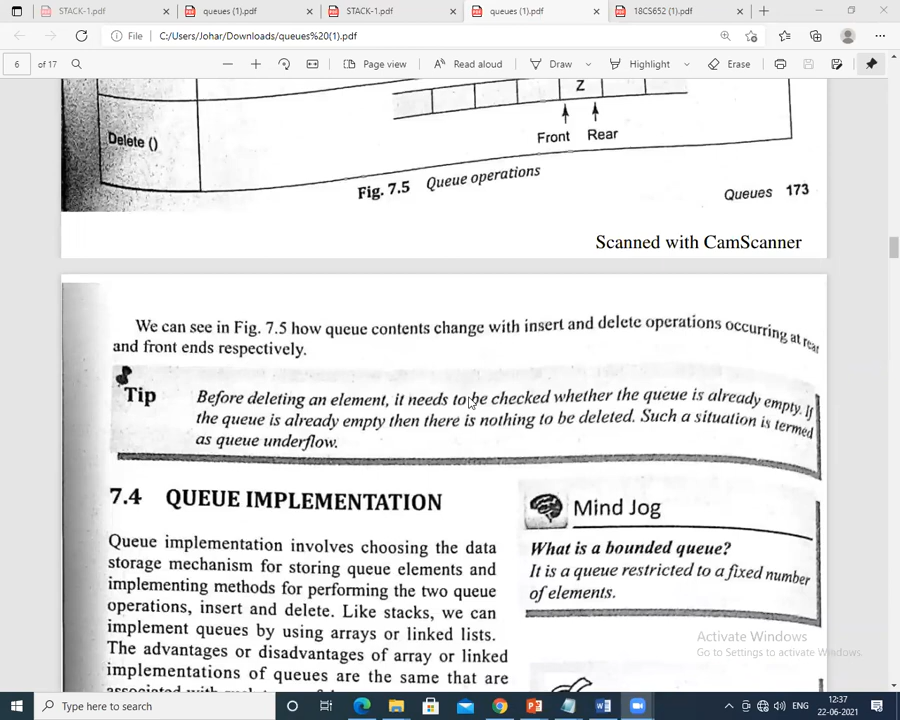 STACK-1.pdf
queues (1).pdf
STACK-1.pdf
queues (1).pdf
18CS652 (1).pdf
File
C:/Users/Johar/Downloads/queues%20(1).pdf
6 of 17
Page view
Read aloud
Draw
Highlight
Erase
Z
Delete ()
Front Rear
Fig. 7.5 Queue operations
Queues 173
Scanned with CamScanner
We can see in Fig. 7.5 how queue contents change with insert and delete operations occurring at rear
and front ends respectively.
Tip
Before deleting an element, it needs to be checked whether the queue is already empty. If
the queue is already empty then there is nothing to be deleted. Such a situation is termed
as queue underflow.
7.4 QUEUE IMPLEMENTATION
Queue implementation involves choosing the data
storage mechanism for storing queue elements and
implementing methods for performing the two queue
operations, insert and delete. Like stacks, we can
implement queues by using arrays or linked lists.
The advantages or disadvantages of array or linked
implementations of queues are the same that are
Mind Jog
What is a bounded queue?
It is a queue restricted to a fixed number
of elements.
Activate Windows
Go to Settings to activate Windows.
Type here to search
ENG
12:37
22-06-2021